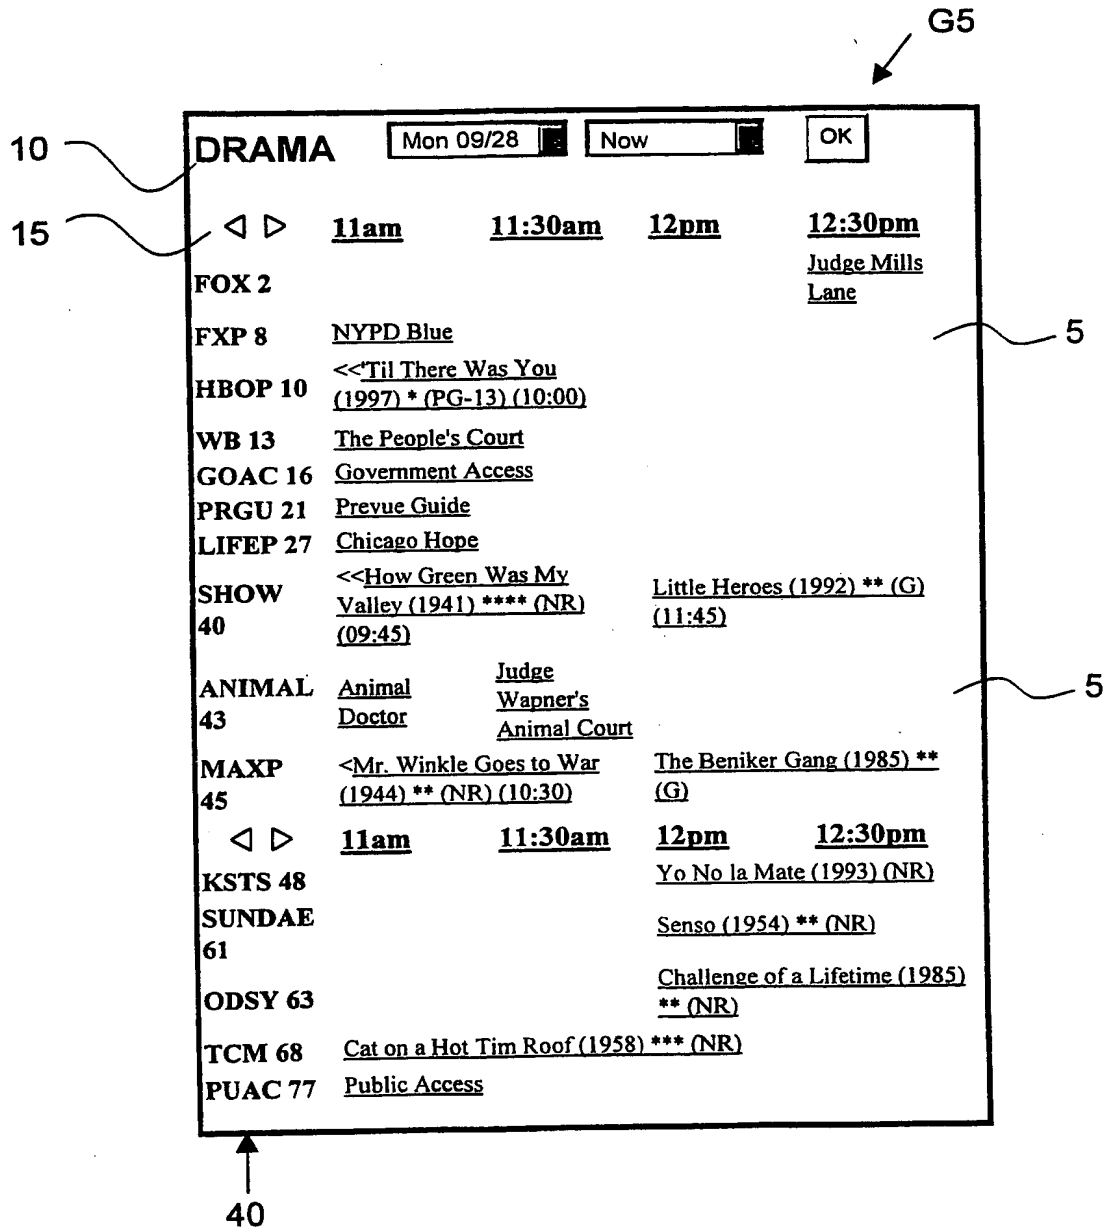 G5
10
DRAMA Mon 09/28 Now OK
15
11am 11:30am 12pm 12:30pm
FOX 2 Judge Mills
Lane
5
FXP 8 NYPD Blue
HBOP 10 <<'Til There Was You
(1997) * (PG-13) (10:00)
WB 13 The People's Court
GOAC 16 Government Access
PRGU 21 Prevue Guide
LIFEP 27 Chicago Hope
SHOW
40
<<How Green Was My
Valley (1941) **** (NR)
(09:45)
Little Heroes (1992) ** (G)
(11:45)
ANIMAL
43
Animal
Doctor
Judge
Wapner's
Animal Court
5
MAXP
45
<Mr. Winkle Goes to War
(1944) ** (NR) (10:30)
The Beniker Gang (1985) **
(G)
11am 11:30am 12pm 12:30pm
KSTS 48 Yo No la Mate (1993) (NR)
SUNDAE
61
Senso (1954) ** (NR)
ODSY 63 Challenge of a Lifetime (1985)
** (NR)
TCM 68 Cat on a Hot Tim Roof (1958) *** (NR)
PUAC 77 Public Access
40